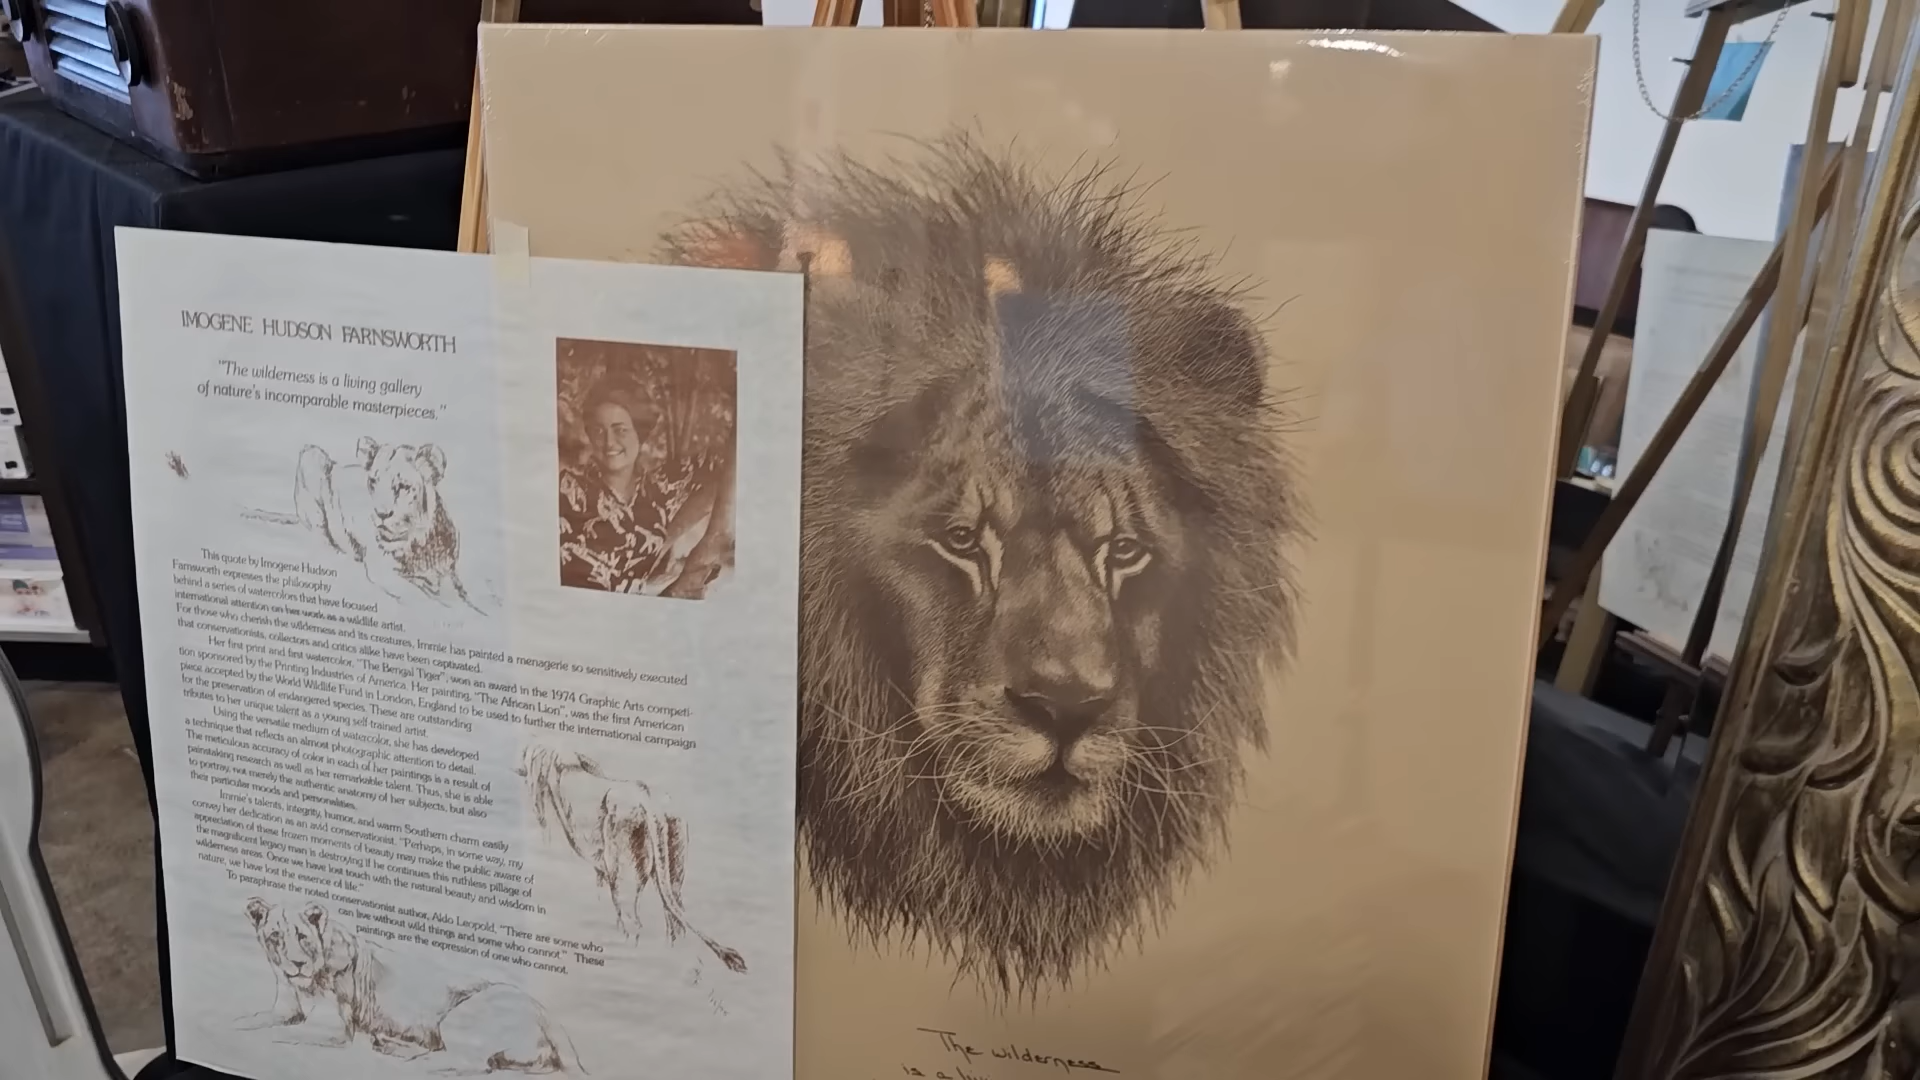 IMOGENE HUDSON FARNSWORTH
"The wilderness is a living gallery
of nature's incomparable masterpieces."
This quote by Imogene Hudson
Farnsworth expresses the philosophy
behind a series of watercolors that have focused
international attention on her work as a wildlife artist.
For those who cherish the wilderness and its creatures, Immie has painted a menagerie so sensitively executed
that conservationists, collectors and critics alike have been captivated.
Her first print and first watercolor, "The Bengal Tiger", won an award in the 1974 Graphic Arts competi-
tion sponsored by the Printing Industries of America. Her painting, "The African Lion", was the first American
piece accepted by the World Wildlife Fund in London, England to be used to further the international campaign
for the preservation of endangered species. These are outstanding
tributes to her unique talent as a young self trained artist.
Using the versatile medium of watercolor, she has developed
a technique that reflects an almost photographic attention to detail.
The meticulous accuracy of color in each of her paintings is a result of
painstaking research as well as her remarkable talent. Thus, she is able
to portray, not merely the authentic anatomy of her subjects, but also
their particular moods and personalities.
Immie's talents, integrity, humor, and warm Southern charm easily
convey her dedication as an avid conservationist. "Perhaps, in some way, my
appreciation of these frozen moments of beauty may make the public aware of
the magnificent legacy man is destroying if he continues this ruthless pillage of
wilderness areas. Once we have lost touch with the natural beauty and wisdom in
nature, we have lost the essence of life."
To paraphrase the noted conservationist author, Aldo Leopold, "There are some who
can live without wild things and some who cannot." These
paintings are the expression of one who cannot.
The wilderness
is a